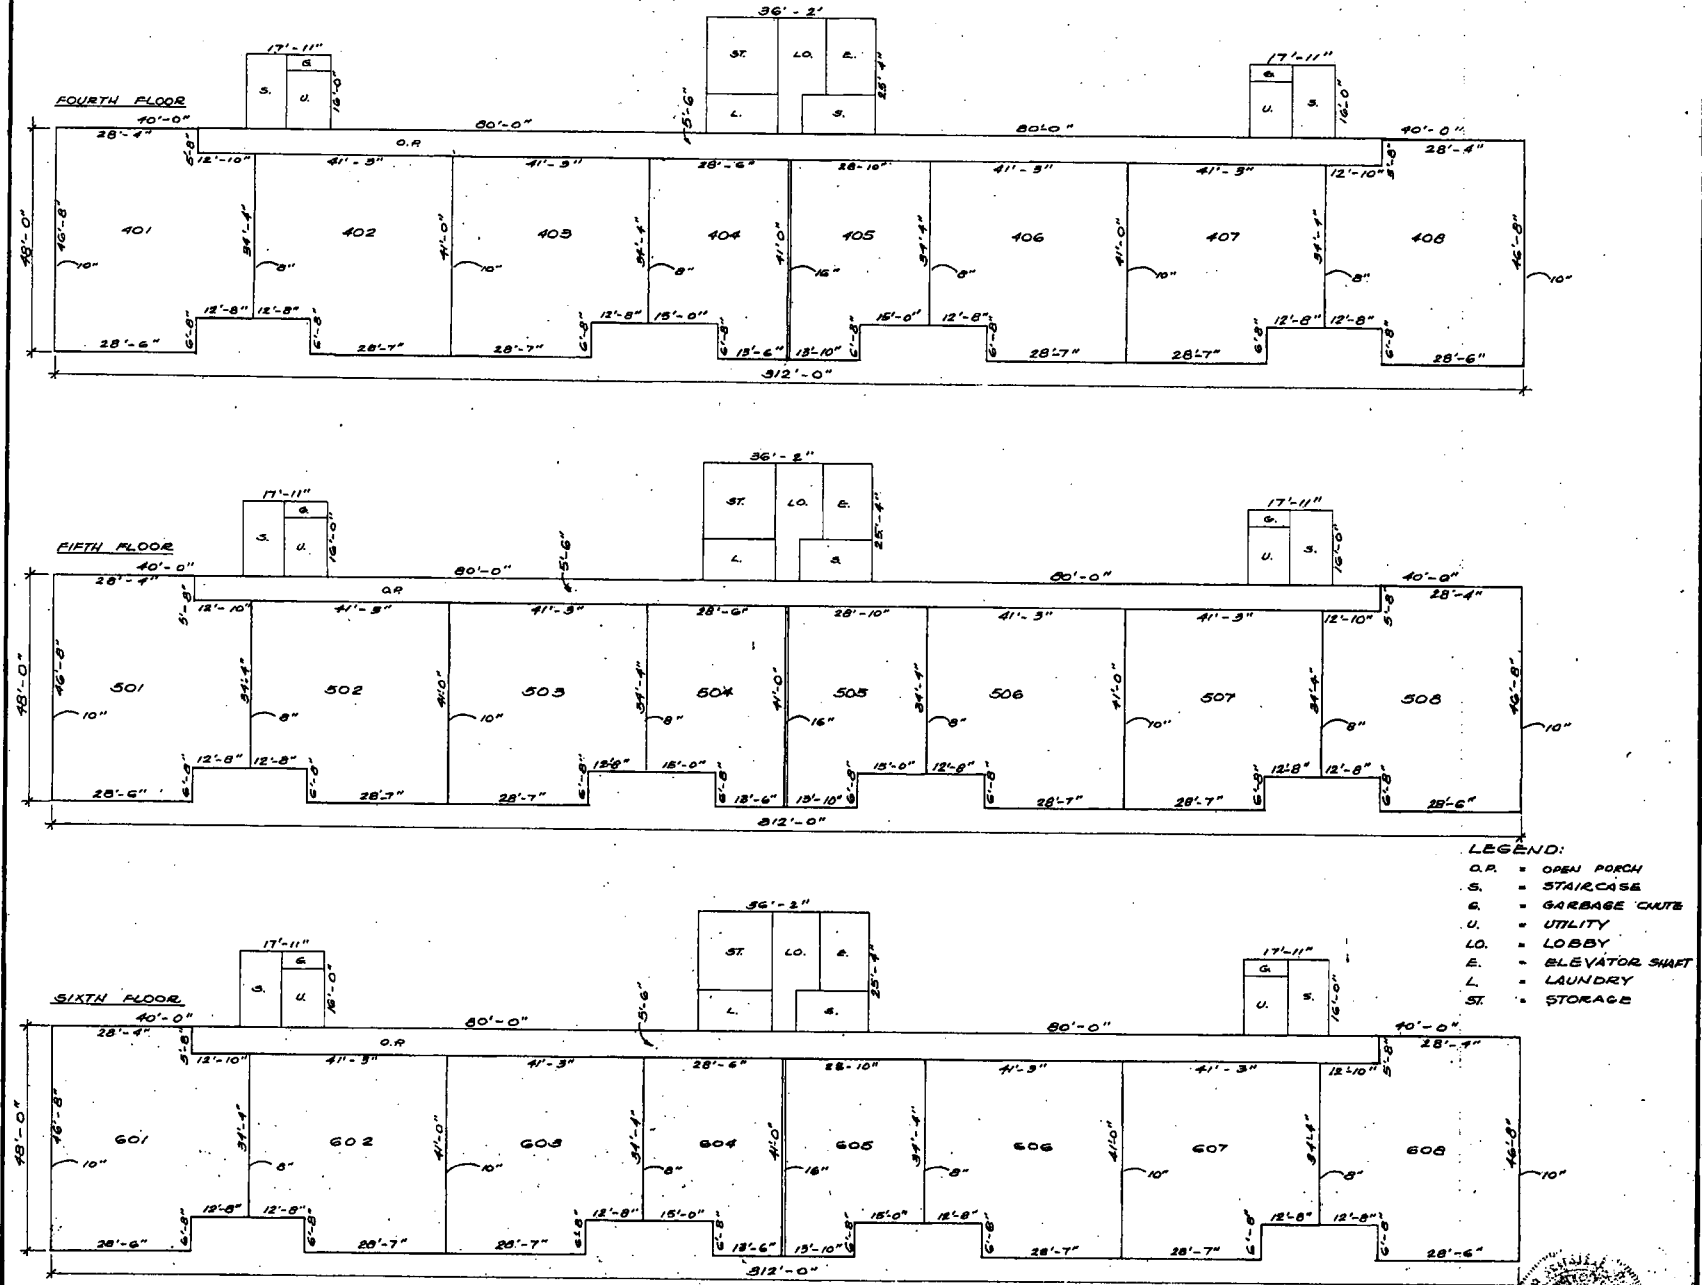 36'-2'
ST. LO. E.
25'-4"
L. S.
17'-11"
S. G. U.
16'-0"
17'-11"
G. U. S.
16'-0"
FOURTH FLOOR
40'-0" 80'-0" 5'-6" 80'-0" 40'-0"
28'-4" 5'-8" O.P. 5'-8" 28'-4"
12'-10" 41'-3" 41'-3" 28'-6" 28'-10" 41'-3" 41'-3" 12'-10"
48'-0" 46'-8" 34'-4" 41'-0" 34'-4" 41'0" 34'4" 41'-0" 34'-4" 46'-8"
401 402 403 404 405 406 407 408
10" 8" 10" 8" 16" 8" 10" 8" 10"
12'-8" 12'-8" 12'-8" 15'-0" 15'-0" 12'-8" 12'-8" 12'-8"
6'-8" 6'-8" 6'-8" 6'-8" 6'-8" 6'-8" 6'-8" 6'-8"
28'-6" 28'-7" 28'-7" 13'-6" 13'-10" 28'-7" 28'-7" 28'-6"
312'-0"
36'-2"
ST. LO. E.
25'-4"
L. S.
17'-11"
S. G. U.
16'-0"
17'-11"
G. U. S.
16'-0"
FIFTH FLOOR
40'-0" 80'-0" 5'-6" 80'-0" 40'-0"
28'-4" 5'-8" O.P. 5'-8" 28'-4"
12'-10" 41'-3" 41'-3" 28'-6" 28'-10" 41'-3" 41'-3" 12'-10"
48'-0" 46'-8" 34'-4" 41'0" 34'-4" 41'-0" 34'-4" 41'-0" 34'-4" 46'-8"
501 502 503 504 505 506 507 508
10" 8" 10" 8" 16" 8" 10" 8" 10"
12'-8" 12'-8" 12'8" 15'-0" 15'-0" 12'-8" 12'-8" 12'-8"
6'-8" 6'-8" 6'-8" 6'-8" 6'-8" 6'-8" 6'-8" 6'-8"
28'-6" 28'-7" 28'-7" 13'-6" 13'-10" 28'-7" 28'-7" 28'-6"
312'-0"
LEGEND:
O.P. = OPEN PORCH
S. = STAIRCASE
G. = GARBAGE CHUTE
U. = UTILITY
LO. = LOBBY
E. = ELEVATOR SHAFT
L. = LAUNDRY
ST. = STORAGE
36'-2"
ST. LO. E.
25'-4"
L. S.
17'-11"
S. G. U.
16'-0"
17'-11"
G. U. S.
16'-0"
SIXTH FLOOR
40'-0" 80'-0" 5'-6" 80'-0" 40'-0"
28'-4" 5'-8" O.P. 5'-8" 28'-4"
12'-10" 41'-3" 41'-3" 28'-6" 28-10" 41'-3" 41'-3" 12'-10"
48'-0" 46'-8" 34'-4" 41'-0" 34'-4" 41'0" 34'-4" 41'0" 34'4" 46'-8"
601 602 603 604 605 606 607 608
10" 8" 10" 8" 16" 8" 10" 8" 10"
12'-8" 12'-8" 12'-8" 15'-0" 15'-0" 12'-8" 12'-8" 12'-8"
6'-8" 6'-8" 6'-8" 6'-8" 6'-8" 6'-8" 6'-8" 6'-8"
28'-6" 28'-7" 28'-7" 13'-6" 13'-10" 28'-7" 28'-7" 28'-6"
312'-0"